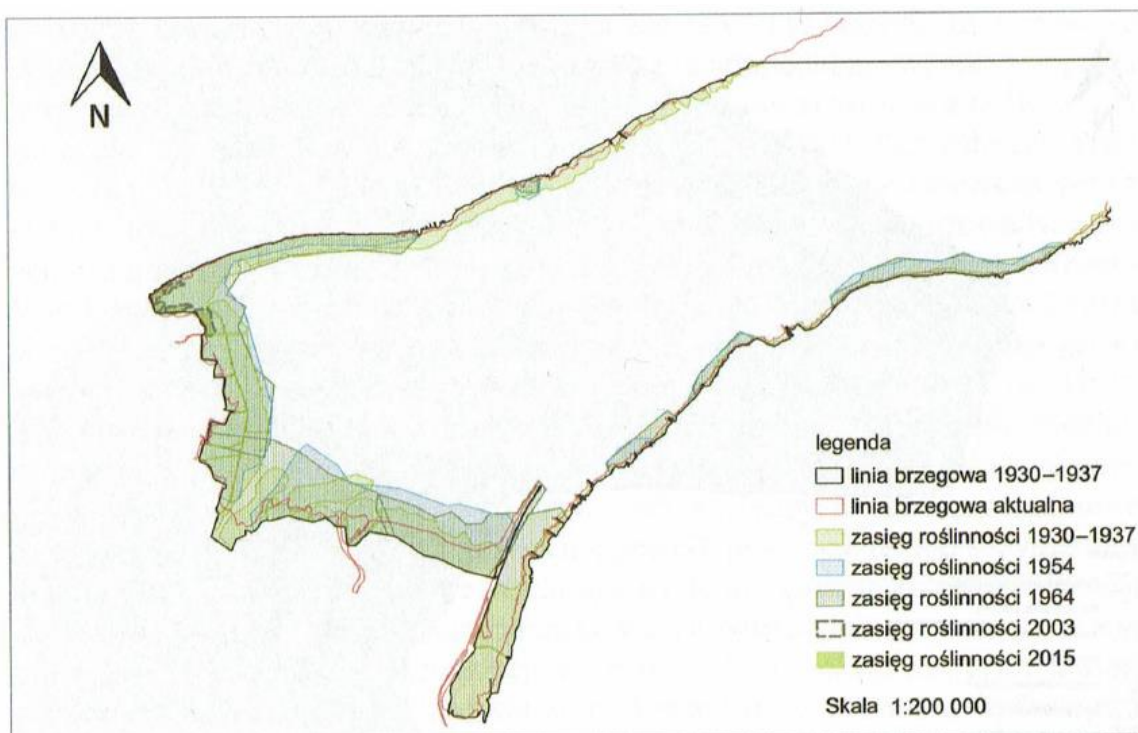 N
legenda
linia brzegowa 1930–1937
linia brzegowa aktualna
zasięg roślinności 1930–1937
zasięg roślinności 1954
zasięg roślinności 1964
zasięg roślinności 2003
zasięg roślinności 2015
Skala 1:200 000